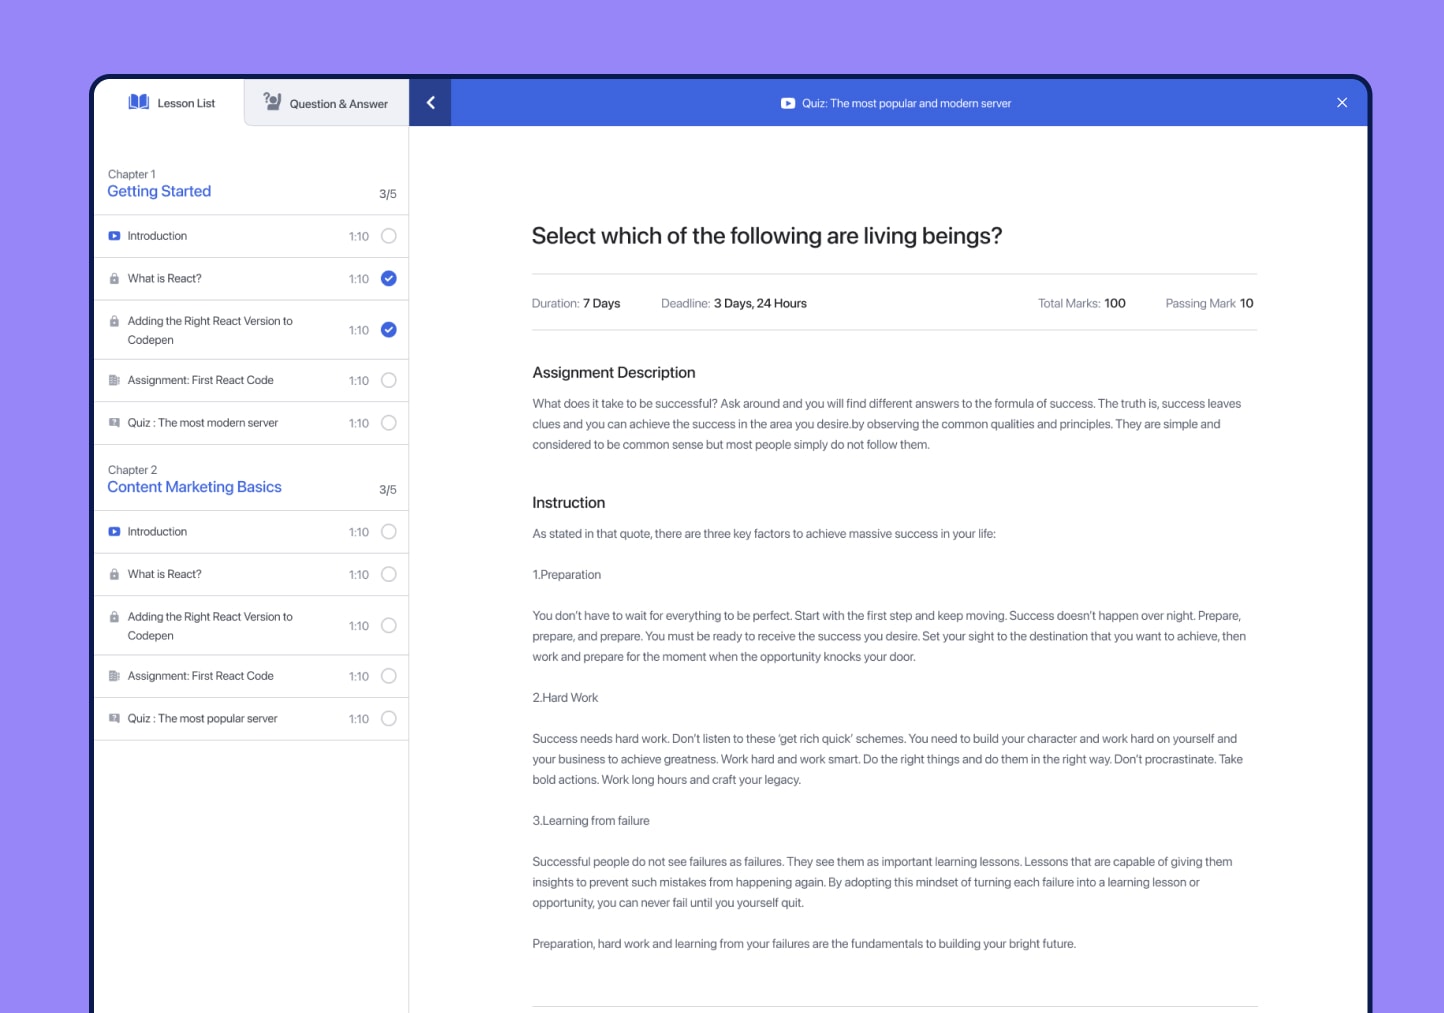 Lesson List
Question & Answer
Quiz: The most popular and modern server
Chapter 1
Getting Started
3/5
Introduction
1:10
What is React?
1:10
Adding the Right React Version to
Codepen
1:10
Assignment: First React Code
1:10
Quiz : The most modern server
1:10
Chapter 2
Content Marketing Basics
3/5
Introduction
1:10
What is React?
1:10
Adding the Right React Version to
Codepen
1:10
Assignment: First React Code
1:10
Quiz : The most popular server
1:10
Select which of the following are living beings?
Duration: 7 Days
Deadline: 3 Days, 24 Hours
Total Marks: 100
Passing Mark 10
Assignment Description
What does it take to be successful? Ask around and you will find different answers to the formula of success. The truth is, success leaves
clues and you can achieve the success in the area you desire.by observing the common qualities and principles. They are simple and
considered to be common sense but most people simply do not follow them.
Instruction
As stated in that quote, there are three key factors to achieve massive success in your life:
1.Preparation
You don’t have to wait for everything to be perfect. Start with the first step and keep moving. Success doesn’t happen over night. Prepare,
prepare, and prepare. You must be ready to receive the success you desire. Set your sight to the destination that you want to achieve, then
work and prepare for the moment when the opportunity knocks your door.
2.Hard Work
Success needs hard work. Don’t listen to these ‘get rich quick’ schemes. You need to build your character and work hard on yourself and
your business to achieve greatness. Work hard and work smart. Do the right things and do them in the right way. Don’t procrastinate. Take
bold actions. Work long hours and craft your legacy.
3.Learning from failure
Successful people do not see failures as failures. They see them as important learning lessons. Lessons that are capable of giving them
insights to prevent such mistakes from happening again. By adopting this mindset of turning each failure into a learning lesson or
opportunity, you can never fail until you yourself quit.
Preparation, hard work and learning from your failures are the fundamentals to building your bright future.